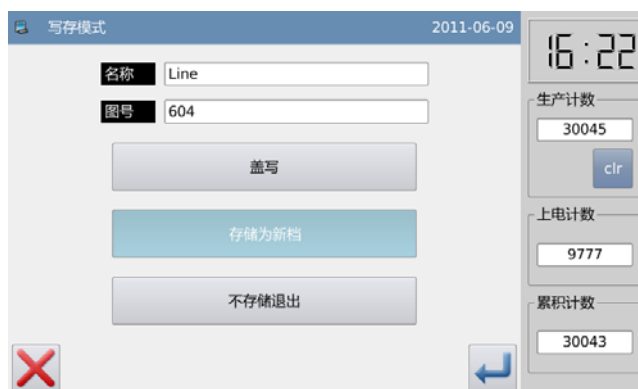 写存模式 2011-06-09
名称 Line
图号 604
盖写
存储为新档
不存储退出
16:22
生产计数
30045
clr
上电计数
9777
累积计数
30043